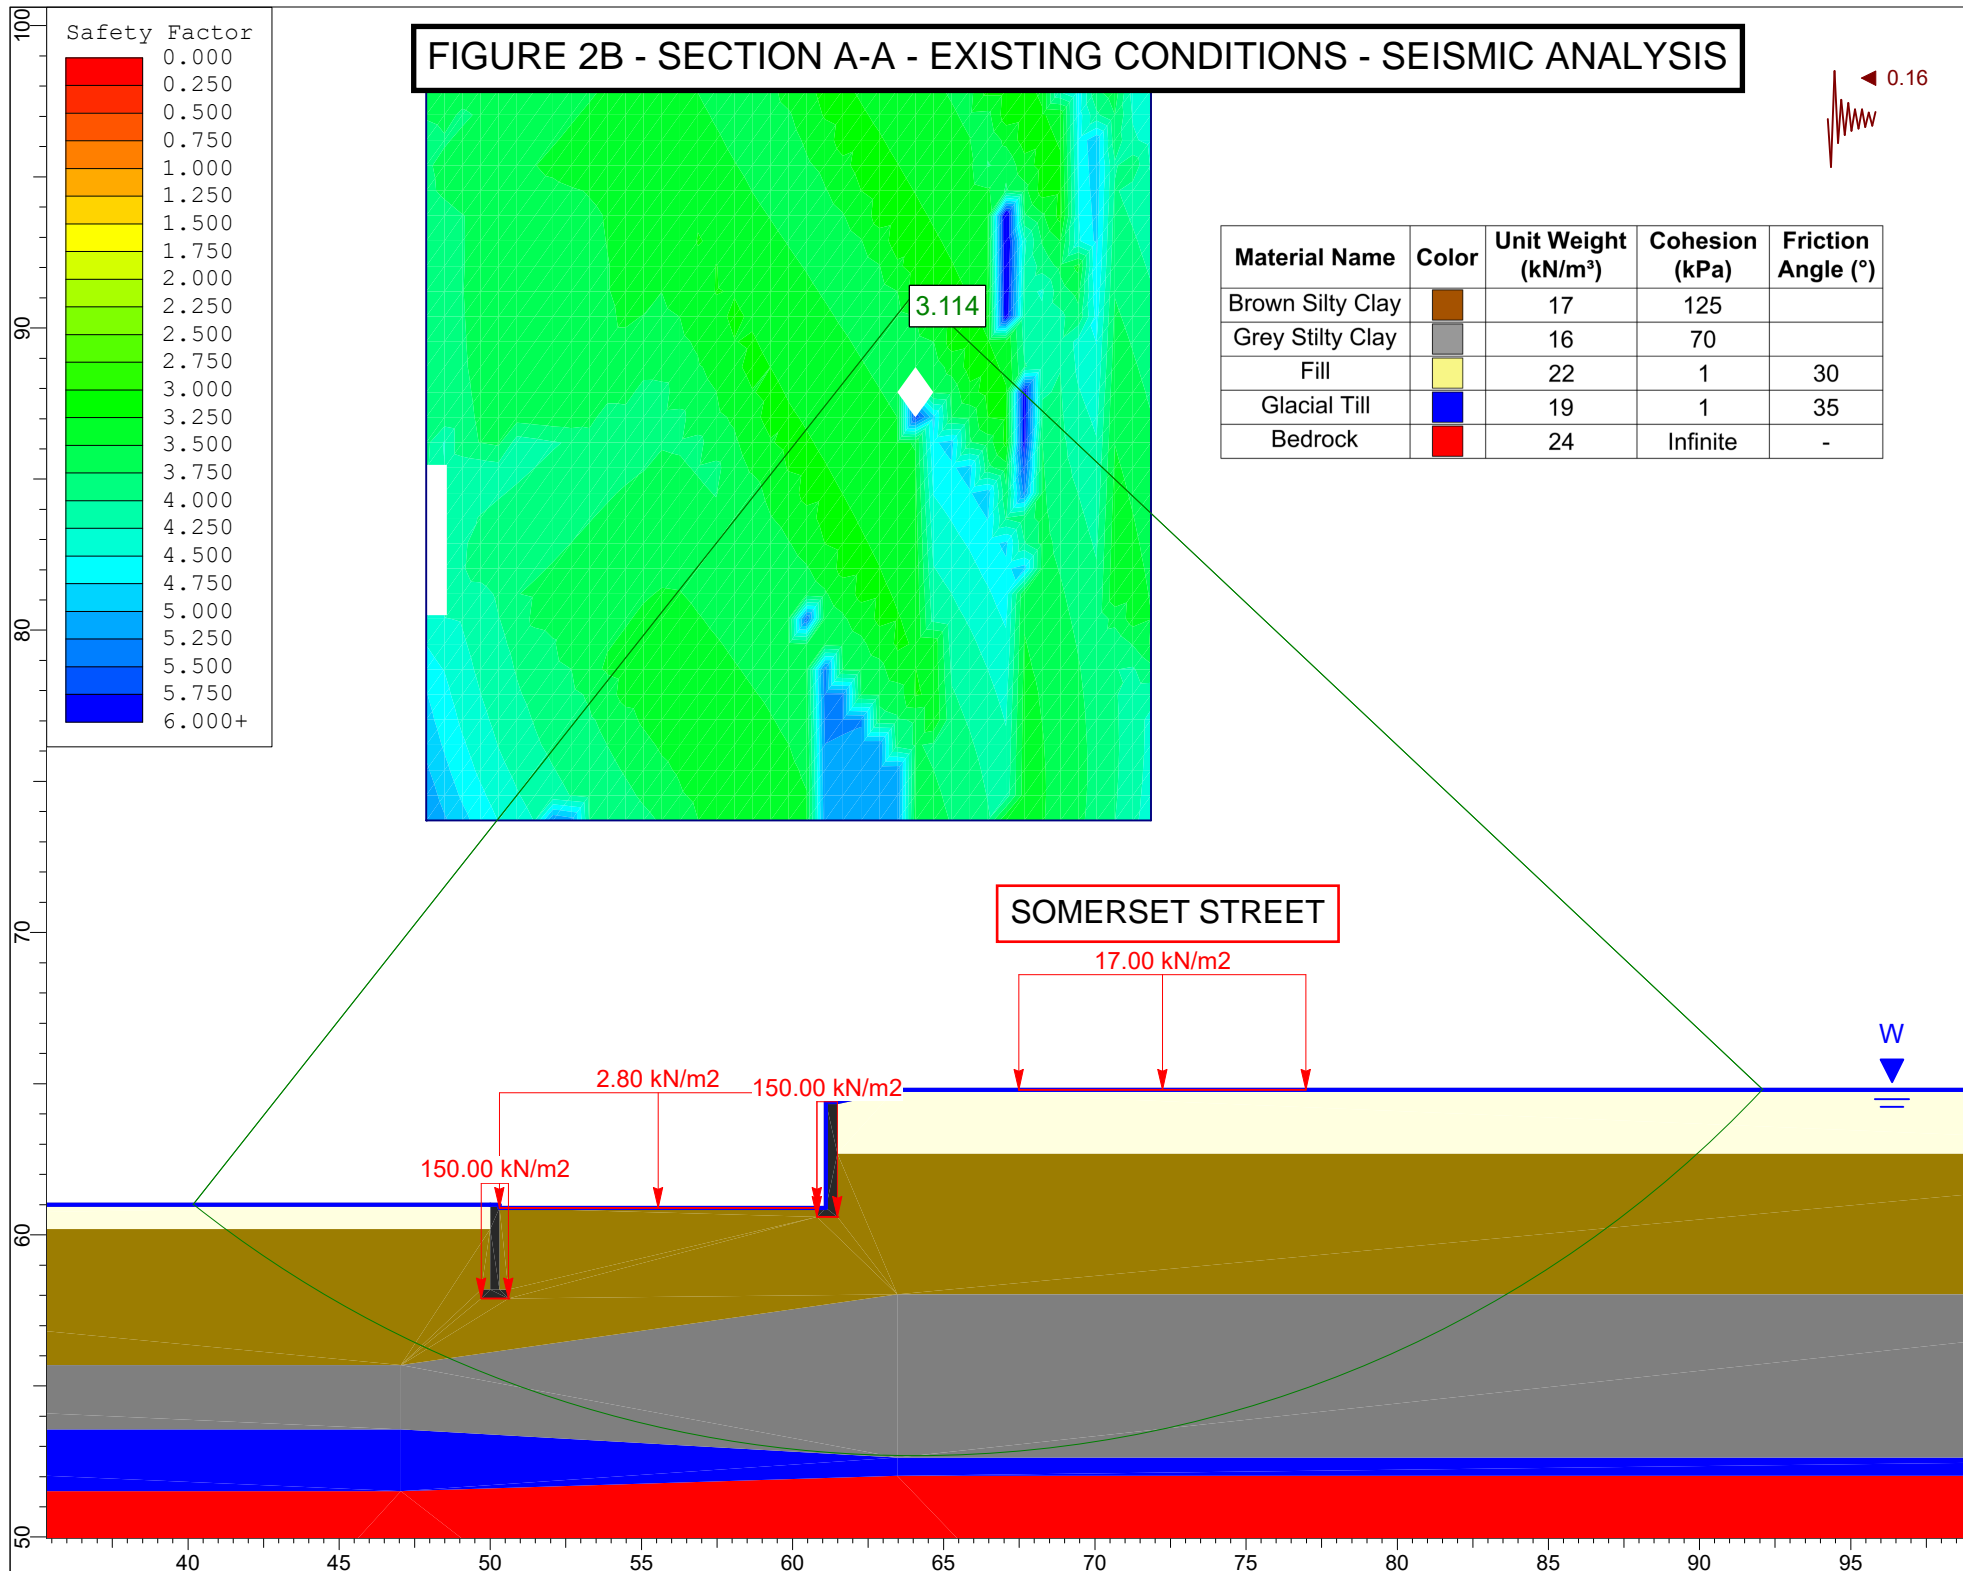 FIGURE 2B - SECTION A-A - EXISTING CONDITIONS - SEISMIC ANALYSIS
Safety Factor
0.000
0.250
0.500
0.750
1.000
1.250
1.500
1.750
2.000
2.250
2.500
2.750
3.000
3.250
3.500
3.750
4.000
4.250
4.500
4.750
5.000
5.250
5.500
5.750
6.000+
0.16
Material Name Color Unit Weight (kN/m³) Cohesion (kPa) Friction Angle (°)
Brown Silty Clay 17 125
Grey Stilty Clay 16 70
Fill 22 1 30
Glacial Till 19 1 35
Bedrock 24 Infinite -
3.114
SOMERSET STREET
17.00 kN/m2
2.80 kN/m2
150.00 kN/m2
150.00 kN/m2
W
100
90
80
70
60
50
40 45 50 55 60 65 70 75 80 85 90 95